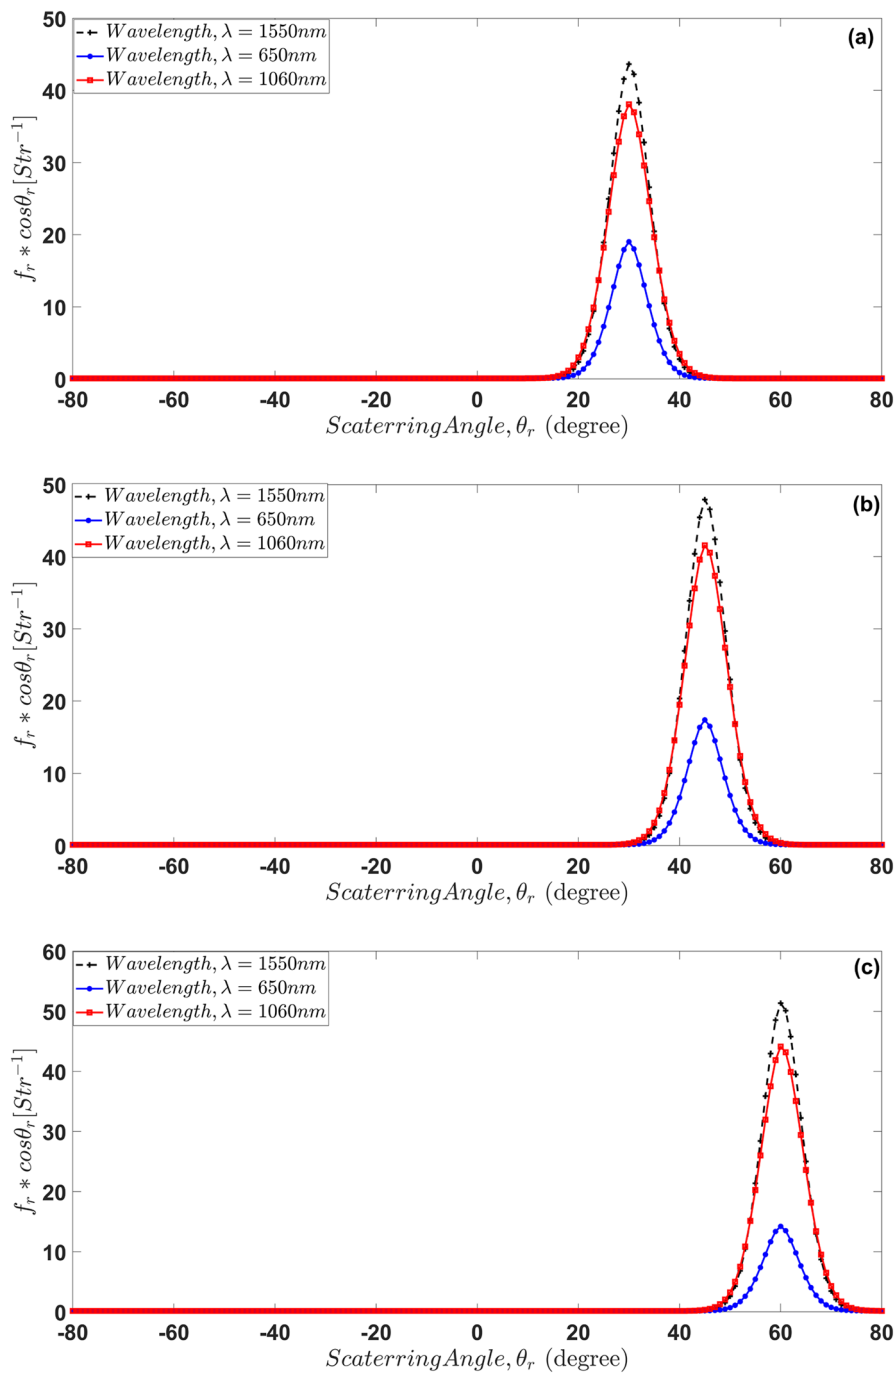 50
40
30
20
10
0
f_r * cosθ_r[Str^{-1}]
Wavelength, λ = 1550nm
Wavelength, λ = 650nm
Wavelength, λ = 1060nm
(a)
-80 -60 -40 -20 0 20 40 60 80
ScaterringAngle, θ_r (degree)
50
40
30
20
10
0
f_r * cosθ_r[Str^{-1}]
Wavelength, λ = 1550nm
Wavelength, λ = 650nm
Wavelength, λ = 1060nm
(b)
-80 -60 -40 -20 0 20 40 60 80
ScaterringAngle, θ_r (degree)
60
50
40
30
20
10
0
f_r * cosθ_r[Str^{-1}]
Wavelength, λ = 1550nm
Wavelength, λ = 650nm
Wavelength, λ = 1060nm
(c)
-80 -60 -40 -20 0 20 40 60 80
ScaterringAngle, θ_r (degree)